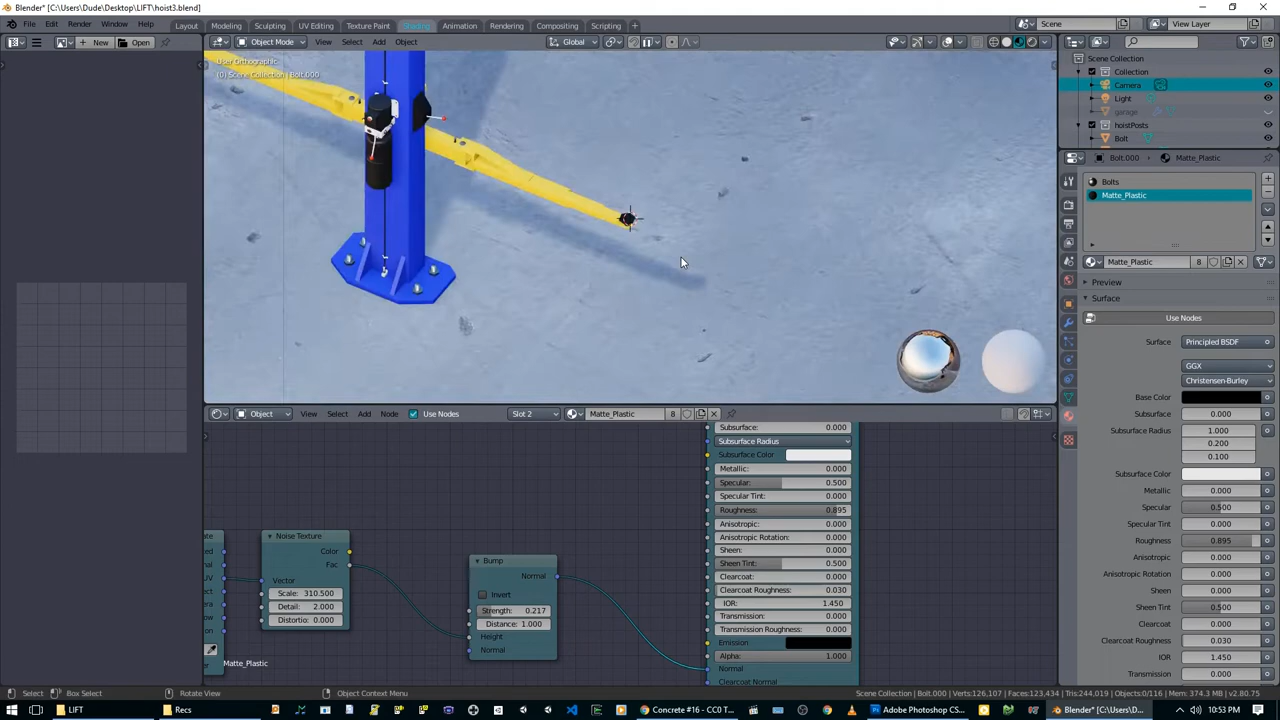 Blender* [C:\Users\Dude\Desktop\LIFT\hoist3.blend]
File Edit Render Window Help Layout Modeling Sculpting UV Editing Texture Paint Shading Animation Rendering Compositing Scripting Scene View Layer
New Open Object Mode View Select Add Object Global
User Orthographic
(0) Scene Collection | Bolt.000
Scene Collection
Collection
Camera
Light
garage
hoistPosts
Bolt
Bolt.000 Matte_Plastic
Bolts
Matte_Plastic
Matte_Plastic 8
Preview
Surface
Use Nodes
Surface: Principled BSDF
GGX
Christensen-Burley
Base Color
Subsurface 0.000
Subsurface Radius 1.000
0.200
0.100
Subsurface Color
Metallic 0.000
Specular 0.500
Specular Tint 0.000
Roughness 0.895
Anisotropic 0.000
Anisotropic Rotation 0.000
Sheen 0.000
Sheen Tint 0.500
Clearcoat 0.000
Clearcoat Roughness 0.030
IOR 1.450
Transmission 0.000
Object View Select Add Node Use Nodes Slot 2 Matte_Plastic 8
Subsurface: 0.000
Subsurface Radius
Subsurface Color
Metallic: 0.000
Specular: 0.500
Specular Tint: 0.000
Roughness: 0.895
Anisotropic: 0.000
Anisotropic Rotation: 0.000
Sheen: 0.000
Sheen Tint: 0.500
Clearcoat: 0.000
Clearcoat Roughness: 0.030
IOR: 1.450
Transmission: 0.000
Transmission Roughness: 0.000
Emission
Alpha: 1.000
Normal
Clearcoat Normal
Noise Texture
Color
Fac
Vector
Scale: 310.500
Detail: 2.000
Distortio: 0.000
Bump
Normal
Invert
Strength: 0.217
Distance: 1.000
Height
Normal
Matte_Plastic
Select Box Select Rotate View Object Context Menu Scene Collection | Bolt.000 | Verts:126,107 | Faces:123,434 | Tris:244,019 | Objects:0/116 | Mem: 374.3 MB | v2.80.75
LIFT Recs Concrete #16 - CC0 T... Adobe Photoshop CS... Blender* [C:\Users\D... 10:53 PM